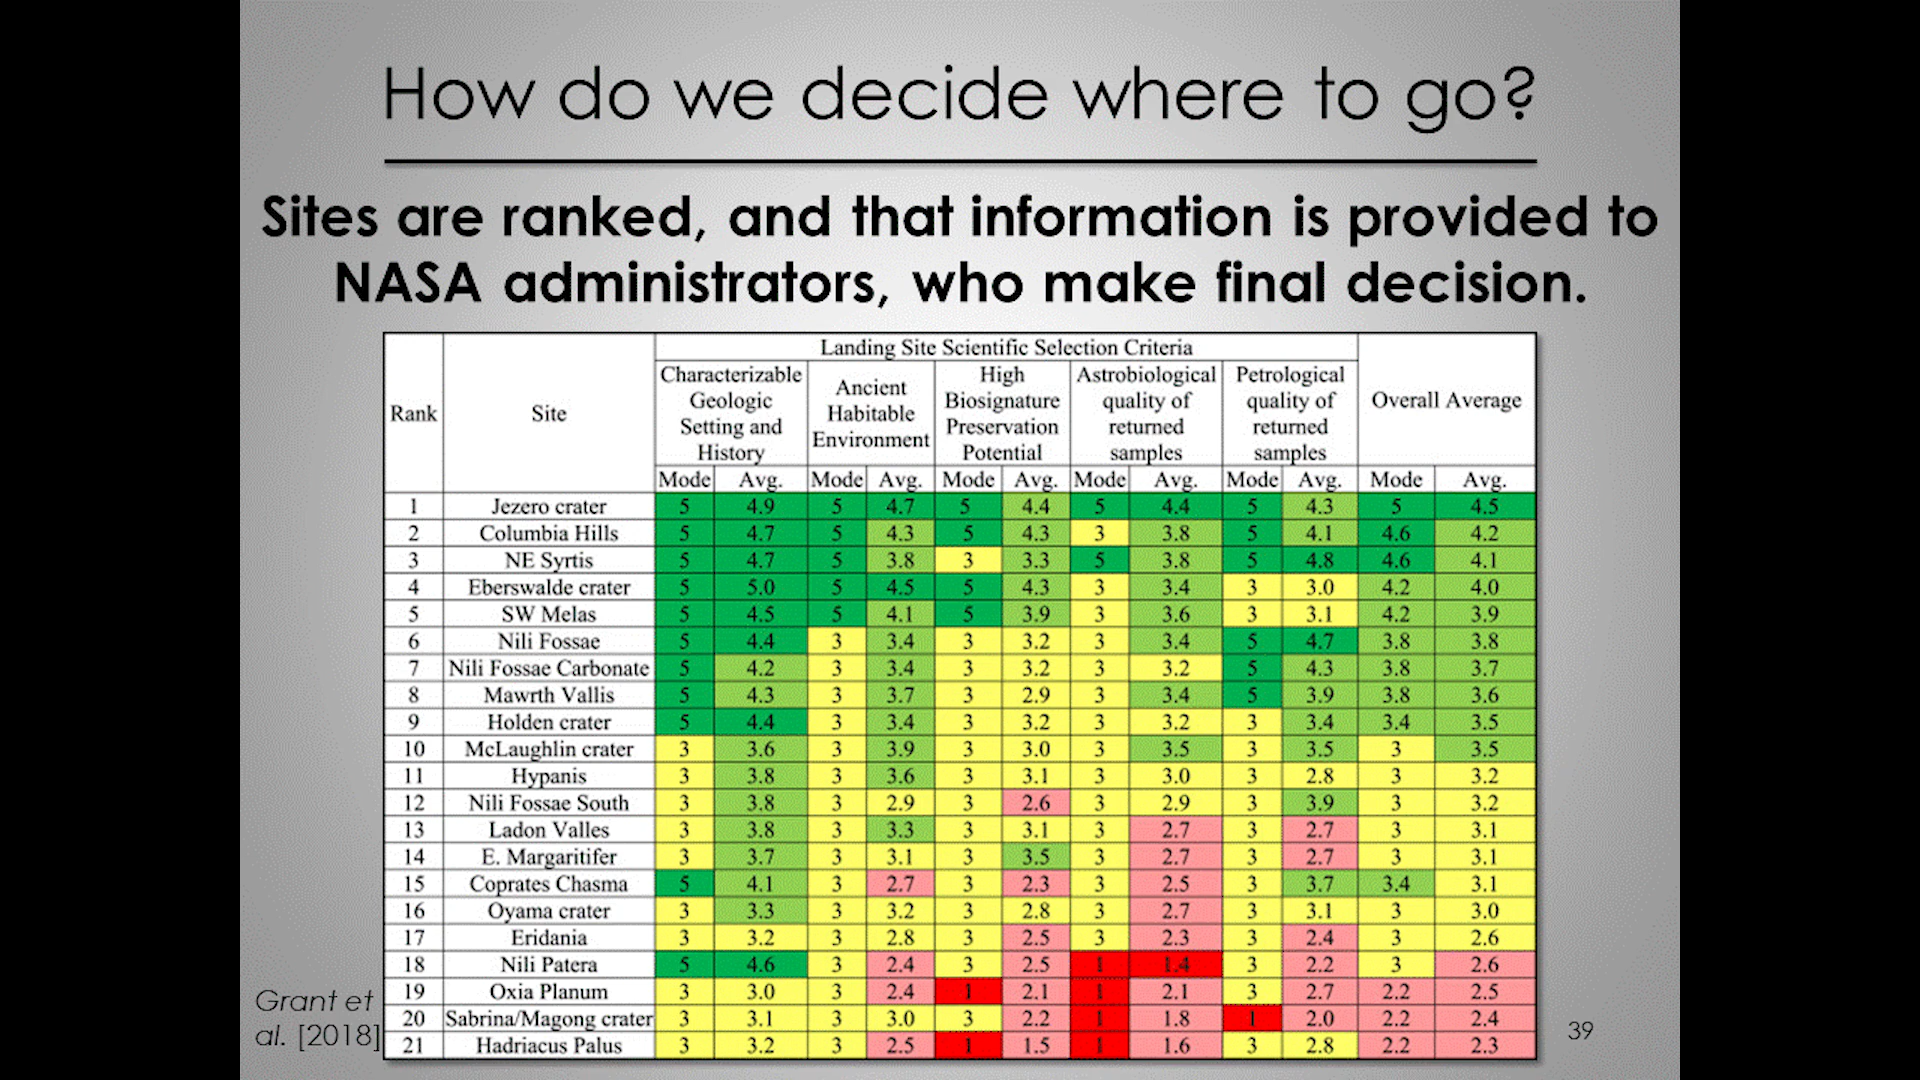 How do we decide where to go?
Sites are ranked, and that information is provided to
NASA administrators, who make final decision.
Landing Site Scientific Selection Criteria
Rank Site Characterizable Geologic Setting and History Ancient Habitable Environment High Biosignature Preservation Potential Astrobiological quality of returned samples Petrological quality of returned samples Overall Average
Mode Avg. Mode Avg. Mode Avg. Mode Avg. Mode Avg. Mode Avg.
1 Jezero crater 5 4.9 5 4.7 5 4.4 5 4.4 5 4.3 5 4.5
2 Columbia Hills 5 4.7 5 4.3 5 4.3 3 3.8 5 4.1 4.6 4.2
3 NE Syrtis 5 4.7 5 3.8 3 3.3 5 3.8 5 4.8 4.6 4.1
4 Eberswalde crater 5 5.0 5 4.5 5 4.3 3 3.4 3 3.0 4.2 4.0
5 SW Melas 5 4.5 5 4.1 5 3.9 3 3.6 3 3.1 4.2 3.9
6 Nili Fossae 5 4.4 3 3.4 3 3.2 3 3.4 5 4.7 3.8 3.8
7 Nili Fossae Carbonate 5 4.2 3 3.4 3 3.2 3 3.2 5 4.3 3.8 3.7
8 Mawrth Vallis 5 4.3 3 3.7 3 2.9 3 3.4 5 3.9 3.8 3.6
9 Holden crater 5 4.4 3 3.4 3 3.2 3 3.2 3 3.4 3.4 3.5
10 McLaughlin crater 3 3.6 3 3.9 3 3.0 3 3.5 3 3.5 3 3.5
11 Hypanis 3 3.8 3 3.6 3 3.1 3 3.0 3 2.8 3 3.2
12 Nili Fossae South 3 3.8 3 2.9 3 2.6 3 2.9 3 3.9 3 3.2
13 Ladon Valles 3 3.8 3 3.3 3 3.1 3 2.7 3 2.7 3 3.1
14 E. Margaritifer 3 3.7 3 3.1 3 3.5 3 2.7 3 2.7 3 3.1
15 Coprates Chasma 5 4.1 3 2.7 3 2.3 3 2.5 3 3.7 3.4 3.1
16 Oyama crater 3 3.3 3 3.2 3 2.8 3 2.7 3 3.1 3 3.0
17 Eridania 3 3.2 3 2.8 3 2.5 3 2.3 3 2.4 3 2.6
18 Nili Patera 5 4.6 3 2.4 3 2.5 1 1.4 3 2.2 3 2.6
19 Oxia Planum 3 3.0 3 2.4 1 2.1 1 2.1 3 2.7 2.2 2.5
20 Sabrina/Magong crater 3 3.1 3 3.0 3 2.2 1 1.8 1 2.0 2.2 2.4
21 Hadriacus Palus 3 3.2 3 2.5 1 1.5 1 1.6 3 2.8 2.2 2.3
Grant et
al. [2018]
39